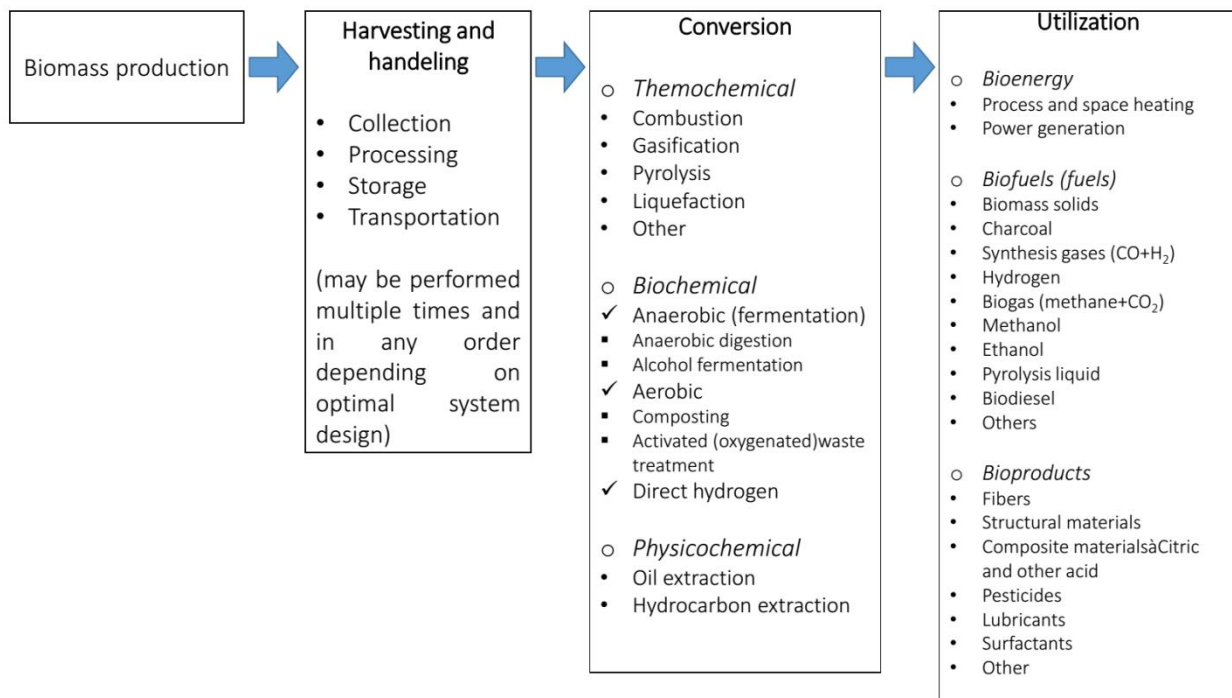 Biomass production
Harvesting and
handeling
• Collection
• Processing
• Storage
• Transportation
(may be performed
multiple times and
in any order
depending on
optimal system
design)
Conversion
○ Themochemical
• Combustion
• Gasification
• Pyrolysis
• Liquefaction
• Other
○ Biochemical
✓ Anaerobic (fermentation)
▪ Anaerobic digestion
▪ Alcohol fermentation
✓ Aerobic
▪ Composting
▪ Activated (oxygenated)waste
treatment
✓ Direct hydrogen
○ Physicochemical
• Oil extraction
• Hydrocarbon extraction
Utilization
○ Bioenergy
• Process and space heating
• Power generation
○ Biofuels (fuels)
• Biomass solids
• Charcoal
• Synthesis gases (CO+H₂)
• Hydrogen
• Biogas (methane+CO₂)
• Methanol
• Ethanol
• Pyrolysis liquid
• Biodiesel
• Others
○ Bioproducts
• Fibers
• Structural materials
• Composite materialsàCitric
and other acid
• Pesticides
• Lubricants
• Surfactants
• Other